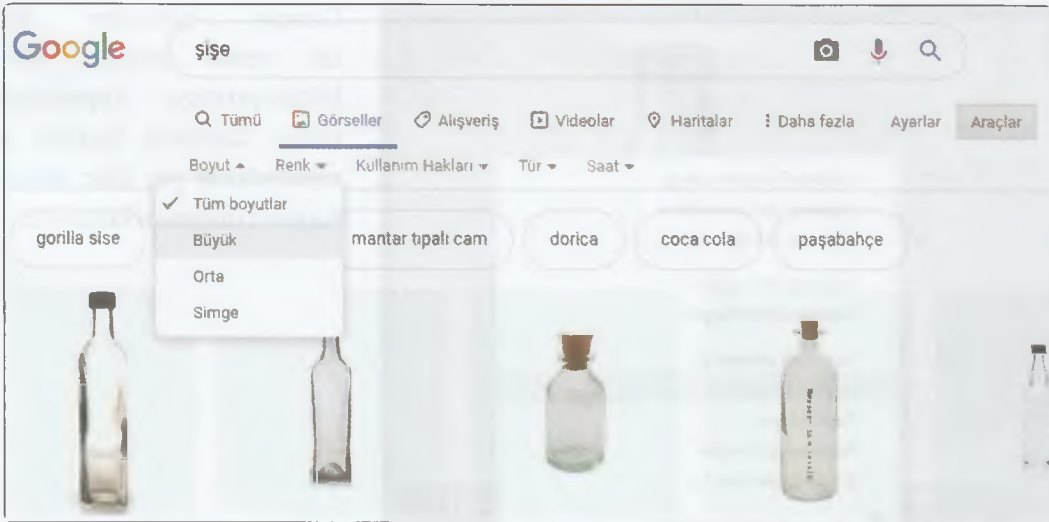 Google şişe
Tümü Görseller Alışveriş Videolar Haritalar Daha fazla Ayarlar Araçlar
Boyut Renk Kullanım Hakları Tür Saat
Tüm boyutlar
gorilla sise Büyük mantar tıpalı cam dorica coca cola paşabahçe
Orta
Simge